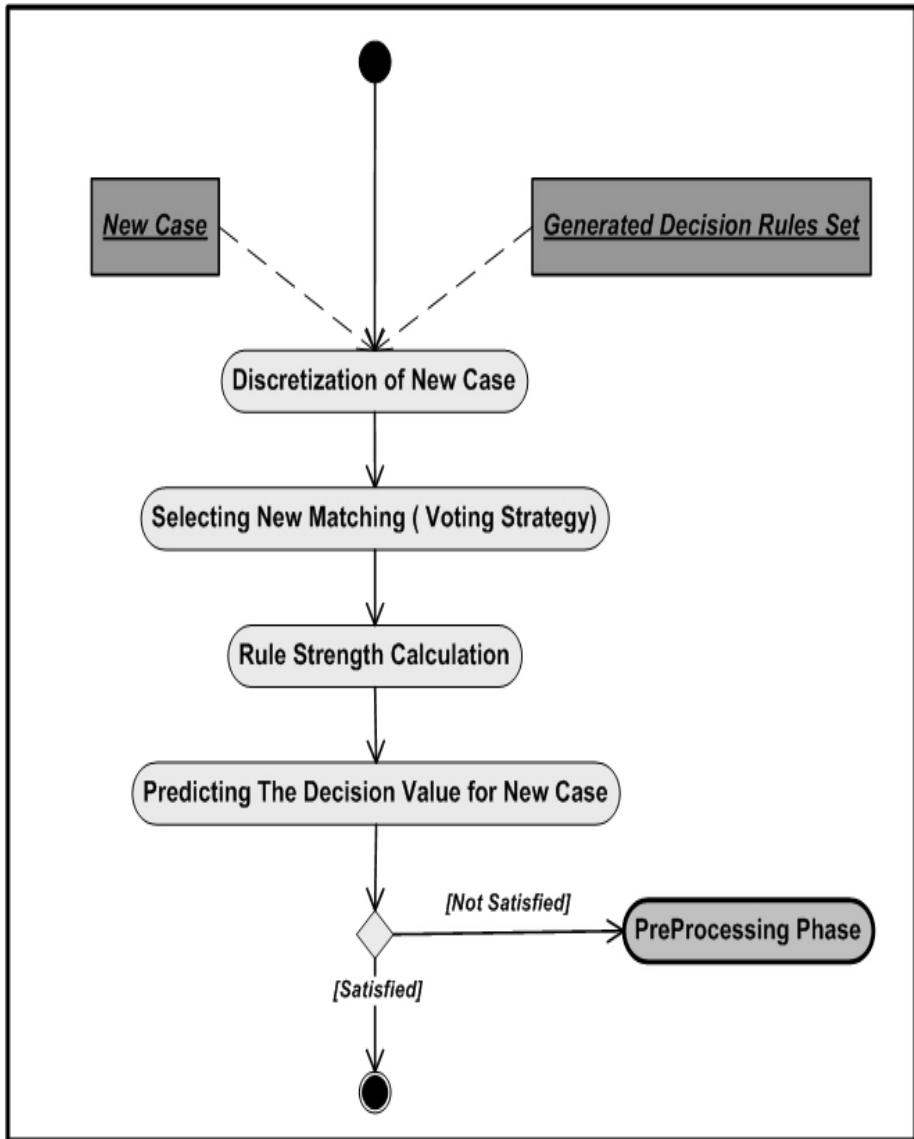 New Case
Generated Decision Rules Set
Discretization of New Case
Selecting New Matching ( Voting Strategy)
Rule Strength Calculation
Predicting The Decision Value for New Case
[Not Satisfied]
PreProcessing Phase
[Satisfied]